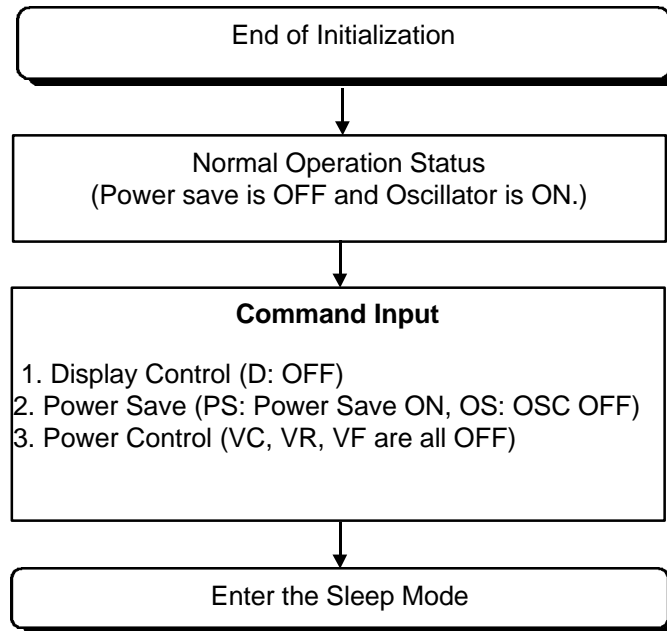 End of Initialization
Normal Operation Status
(Power save is OFF and Oscillator is ON.)
Command Input
1. Display Control (D: OFF)
2. Power Save (PS: Power Save ON, OS: OSC OFF)
3. Power Control (VC, VR, VF are all OFF)
Enter the Sleep Mode